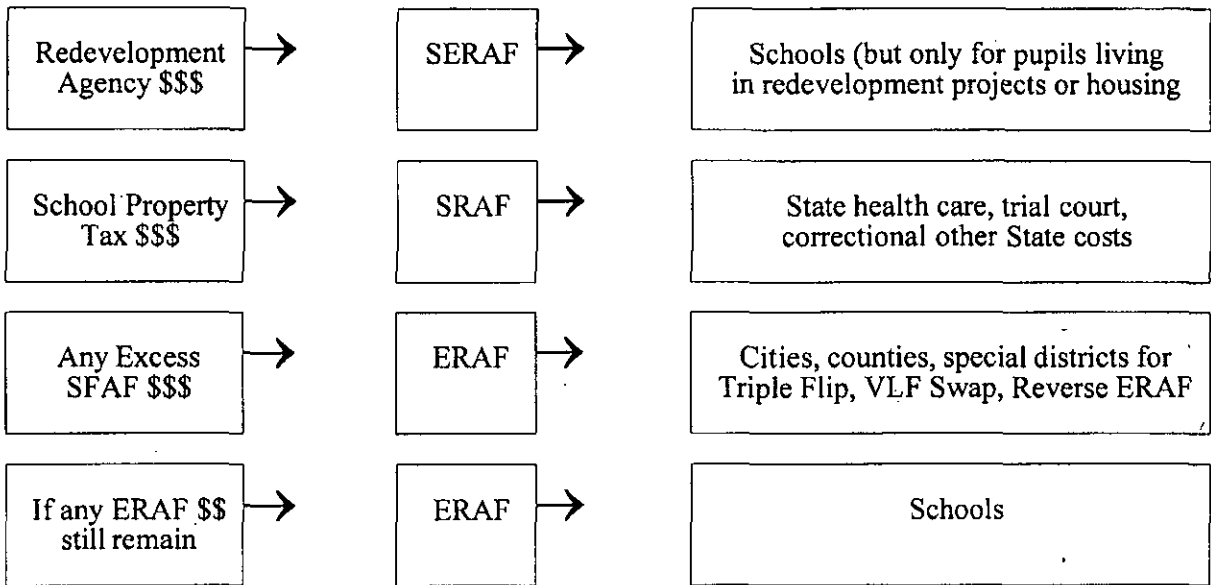 Redevelopment
Agency $$$
SERAF
Schools (but only for pupils living
in redevelopment projects or housing
School Property
Tax $$$
SRAF
State health care, trial court,
correctional other State costs
Any Excess
SFAF $$$
ERAF
Cities, counties, special districts for
Triple Flip, VLF Swap, Reverse ERAF
If any ERAF $$
still remain
ERAF
Schools